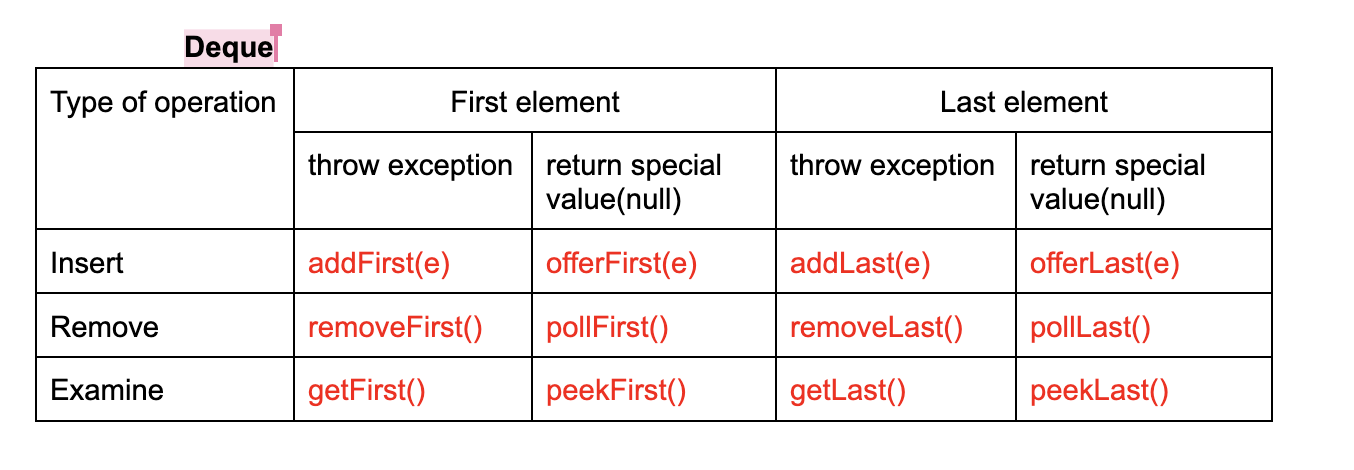 Deque
Type of operation
First element
Last element
throw exception
return special
value(null)
throw exception
return special
value(null)
Insert
addFirst(e)
offerFirst(e)
addLast(e)
offerLast(e)
Remove
removeFirst()
pollFirst()
removeLast()
pollLast()
Examine
getFirst()
peekFirst()
getLast()
peekLast()